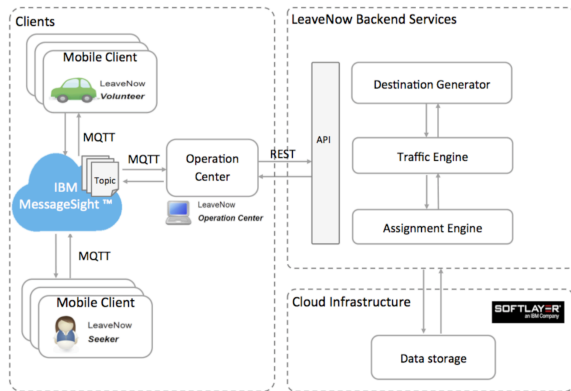 Clients
Mobile Client
LeaveNow
Volunteer
MQTT
IBM
MessageSight ™
Topic
MQTT
Operation
Center
LeaveNow
Operation Center
MQTT
Mobile Client
LeaveNow
Seeker
REST
LeaveNow Backend Services
API
Destination Generator
Traffic Engine
Assignment Engine
Cloud Infrastructure
SOFTLAYER
an IBM Company
Data storage